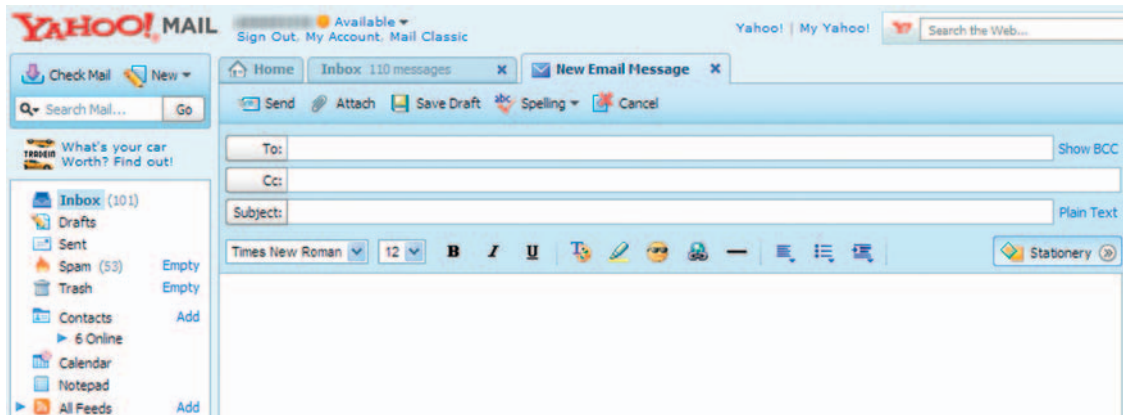 YAHOO! MAIL
Available
Sign Out, My Account, Mail Classic
Yahoo! | My Yahoo!
Search the Web...
Check Mail New
Search Mail... Go
What's your car
Worth? Find out!
TRADEIN
Home
Inbox 110 messages x
New Email Message x
Send Attach Save Draft Spelling Cancel
To: Show BCC
Cc:
Subject: Plain Text
Times New Roman 12 B I U Stationery
Inbox (101)
Drafts
Sent
Spam (53) Empty
Trash Empty
Contacts Add
6 Online
Calendar
Notepad
All Feeds Add